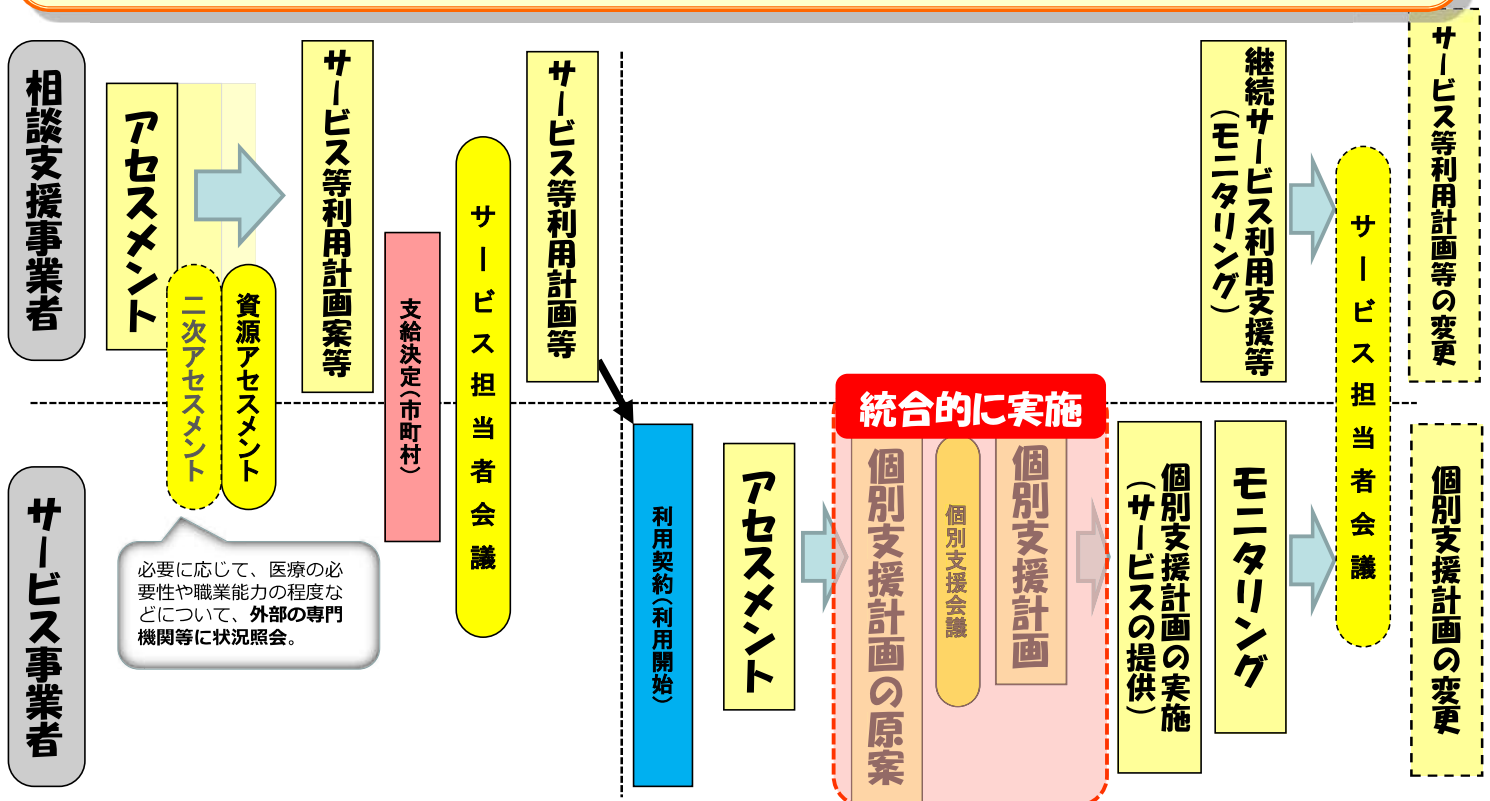 相談支援事業者
アセスメント
二次アセスメント
資源アセスメント
サービス等利用計画案等
支給決定(市町村)
サービス担当者会議
サービス等利用計画等
継続サービス利用支援等
(モニタリング)
サービス担当者会議
サービス等利用計画等の変更
サービス事業者
必要に応じて、医療の必
要性や職業能力の程度な
どについて、外部の専門
機関等に状況照会。
利用契約(利用開始)
アセスメント
統合的に実施
個別支援計画の原案
個別支援会議
個別支援計画
個別支援計画の実施
(サービスの提供)
モニタリング
個別支援計画の変更